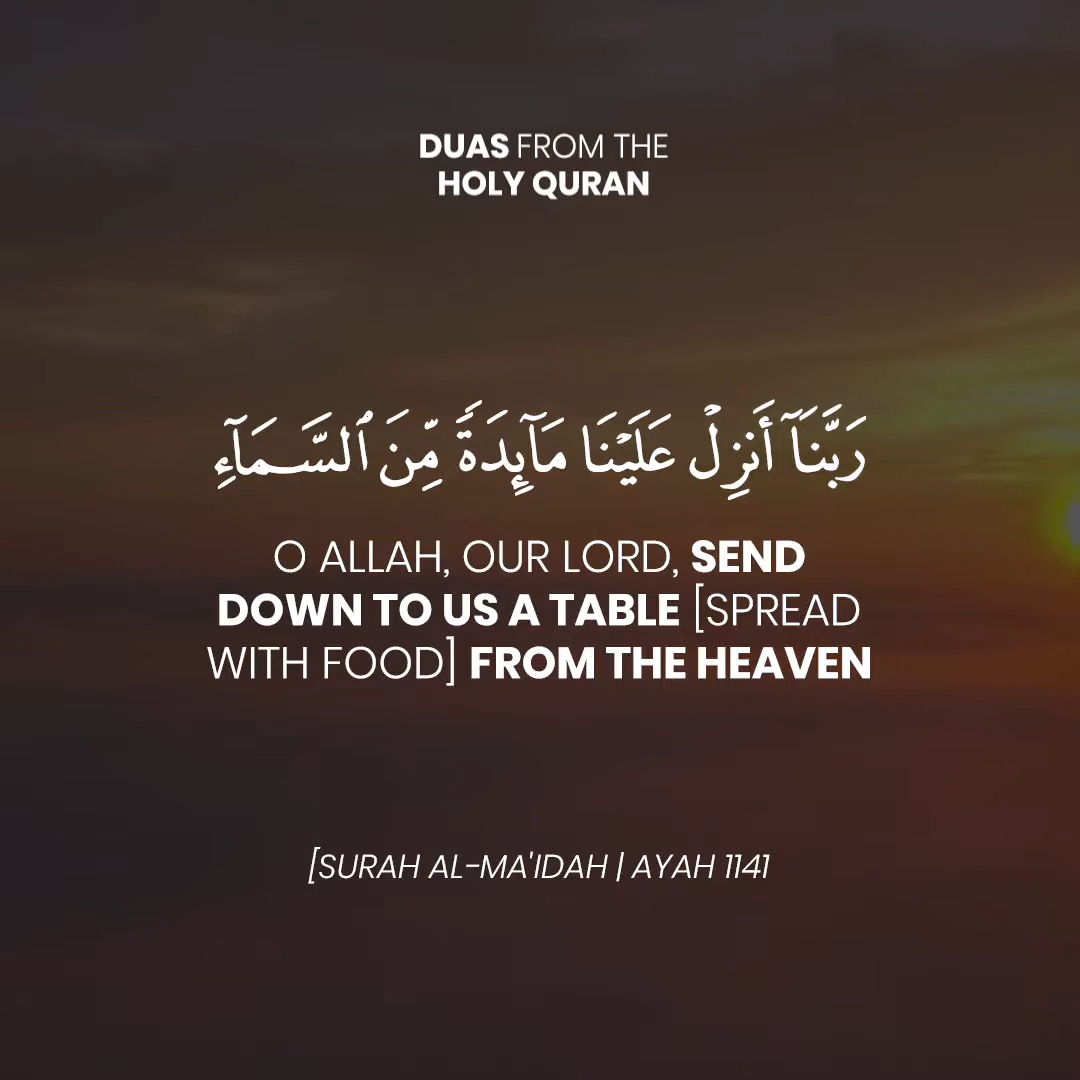 DUAS FROM THE
HOLY QURAN
رَبَّنَآ أَنزِلْ عَلَيْنَا مَآئِدَةً مِّنَ ٱلسَّمَآءِ
O ALLAH, OUR LORD, SEND
DOWN TO US A TABLE [SPREAD
WITH FOOD] FROM THE HEAVEN
[SURAH AL-MA'IDAH | AYAH 1141